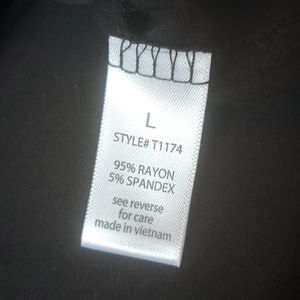 L
STYLE# T1174
95% RAYON
5% SPANDEX
see reverse
for care
made in vietnam